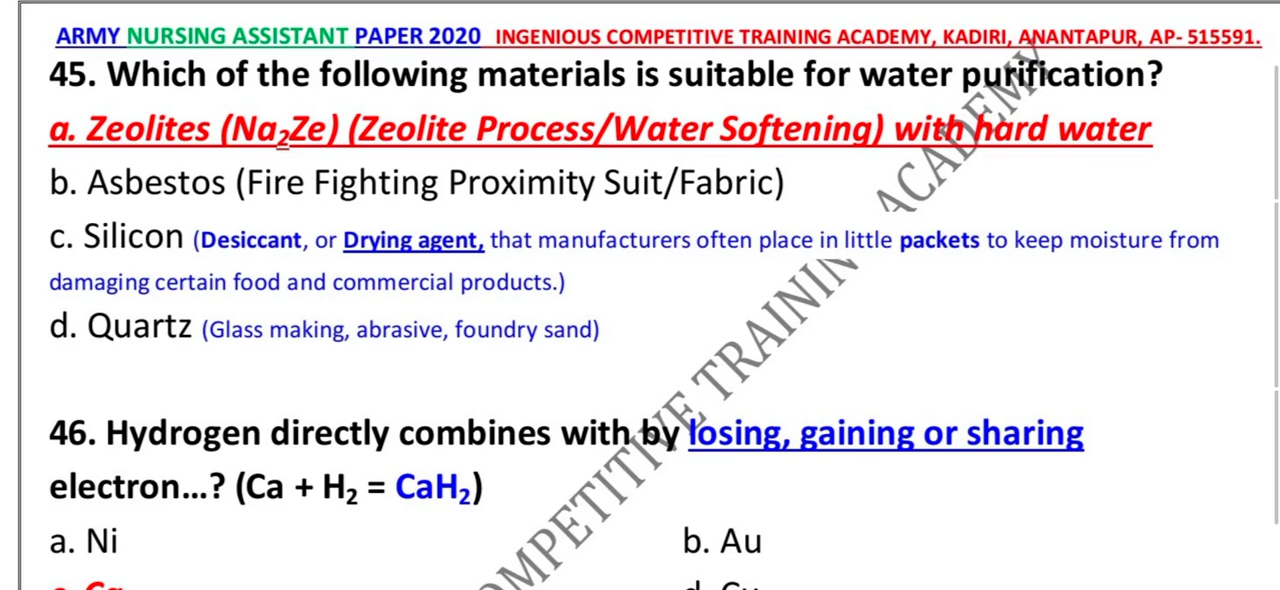 ARMY NURSING ASSISTANT PAPER 2020 INGENIOUS COMPETITIVE TRAINING ACADEMY, KADIRI, ANANTAPUR, AP- 515591.
45. Which of the following materials is suitable for water purification?
a. Zeolites (Na₂Ze) (Zeolite Process/Water Softening) with hard water
b. Asbestos (Fire Fighting Proximity Suit/Fabric)
c. Silicon (Desiccant, or Drying agent, that manufacturers often place in little packets to keep moisture from
damaging certain food and commercial products.)
d. Quartz (Glass making, abrasive, foundry sand)
46. Hydrogen directly combines with by losing, gaining or sharing
electron...? (Ca + H₂ = CaH₂)
a. Ni b. Au
COMPETITIVE TRAINING ACADEMY